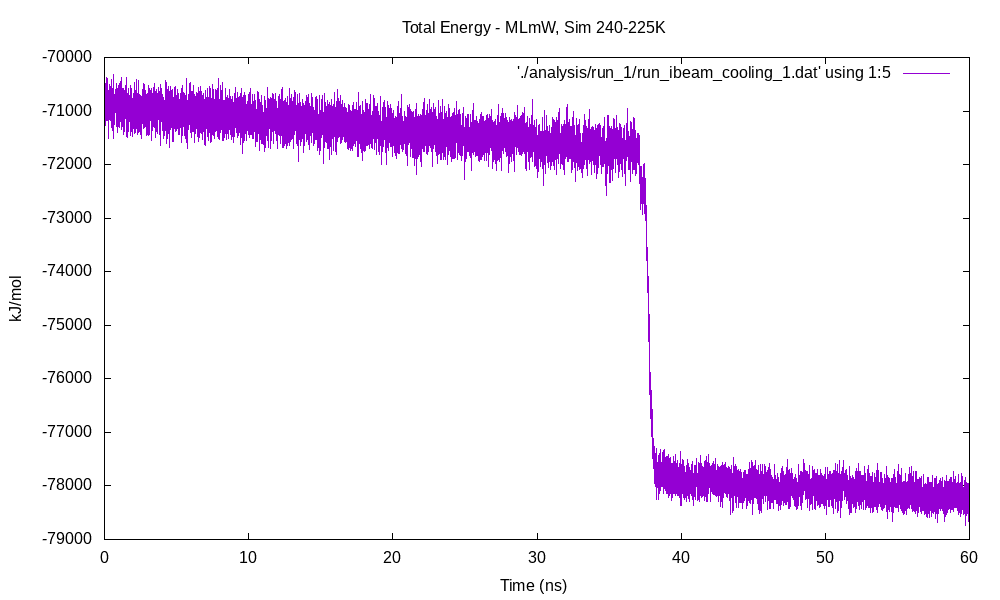 Total Energy - MLmW, Sim 240-225K
'./analysis/run_1/run_ibeam_cooling_1.dat' using 1:5
-70000
-71000
-72000
-73000
-74000
-75000
-76000
-77000
-78000
-79000
kJ/mol
0 10 20 30 40 50 60
Time (ns)